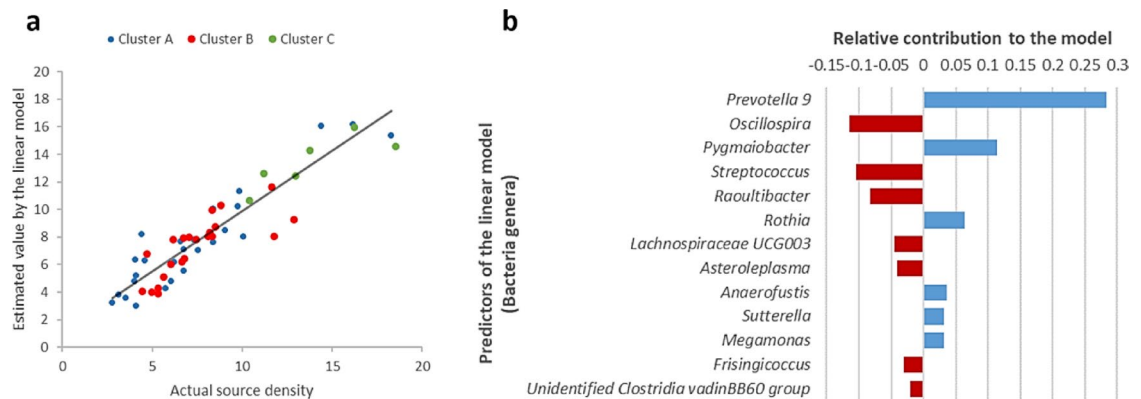 a
Cluster A Cluster B Cluster C
Estimated value by the linear model
20
18
16
14
12
10
8
6
4
2
0
0 5 10 15 20
Actual source density
b
Relative contribution to the model
-0.15 -0.1 -0.05 0 0.05 0.1 0.15 0.2 0.25 0.3
Predictors of the linear model
(Bacteria genera)
Prevotella 9
Oscillospira
Pygmaiobacter
Streptococcus
Raoultibacter
Rothia
Lachnospiraceae UCG003
Asteroleplasma
Anaerofustis
Sutterella
Megamonas
Frisingicoccus
Unidentified Clostridia vadinBB60 group